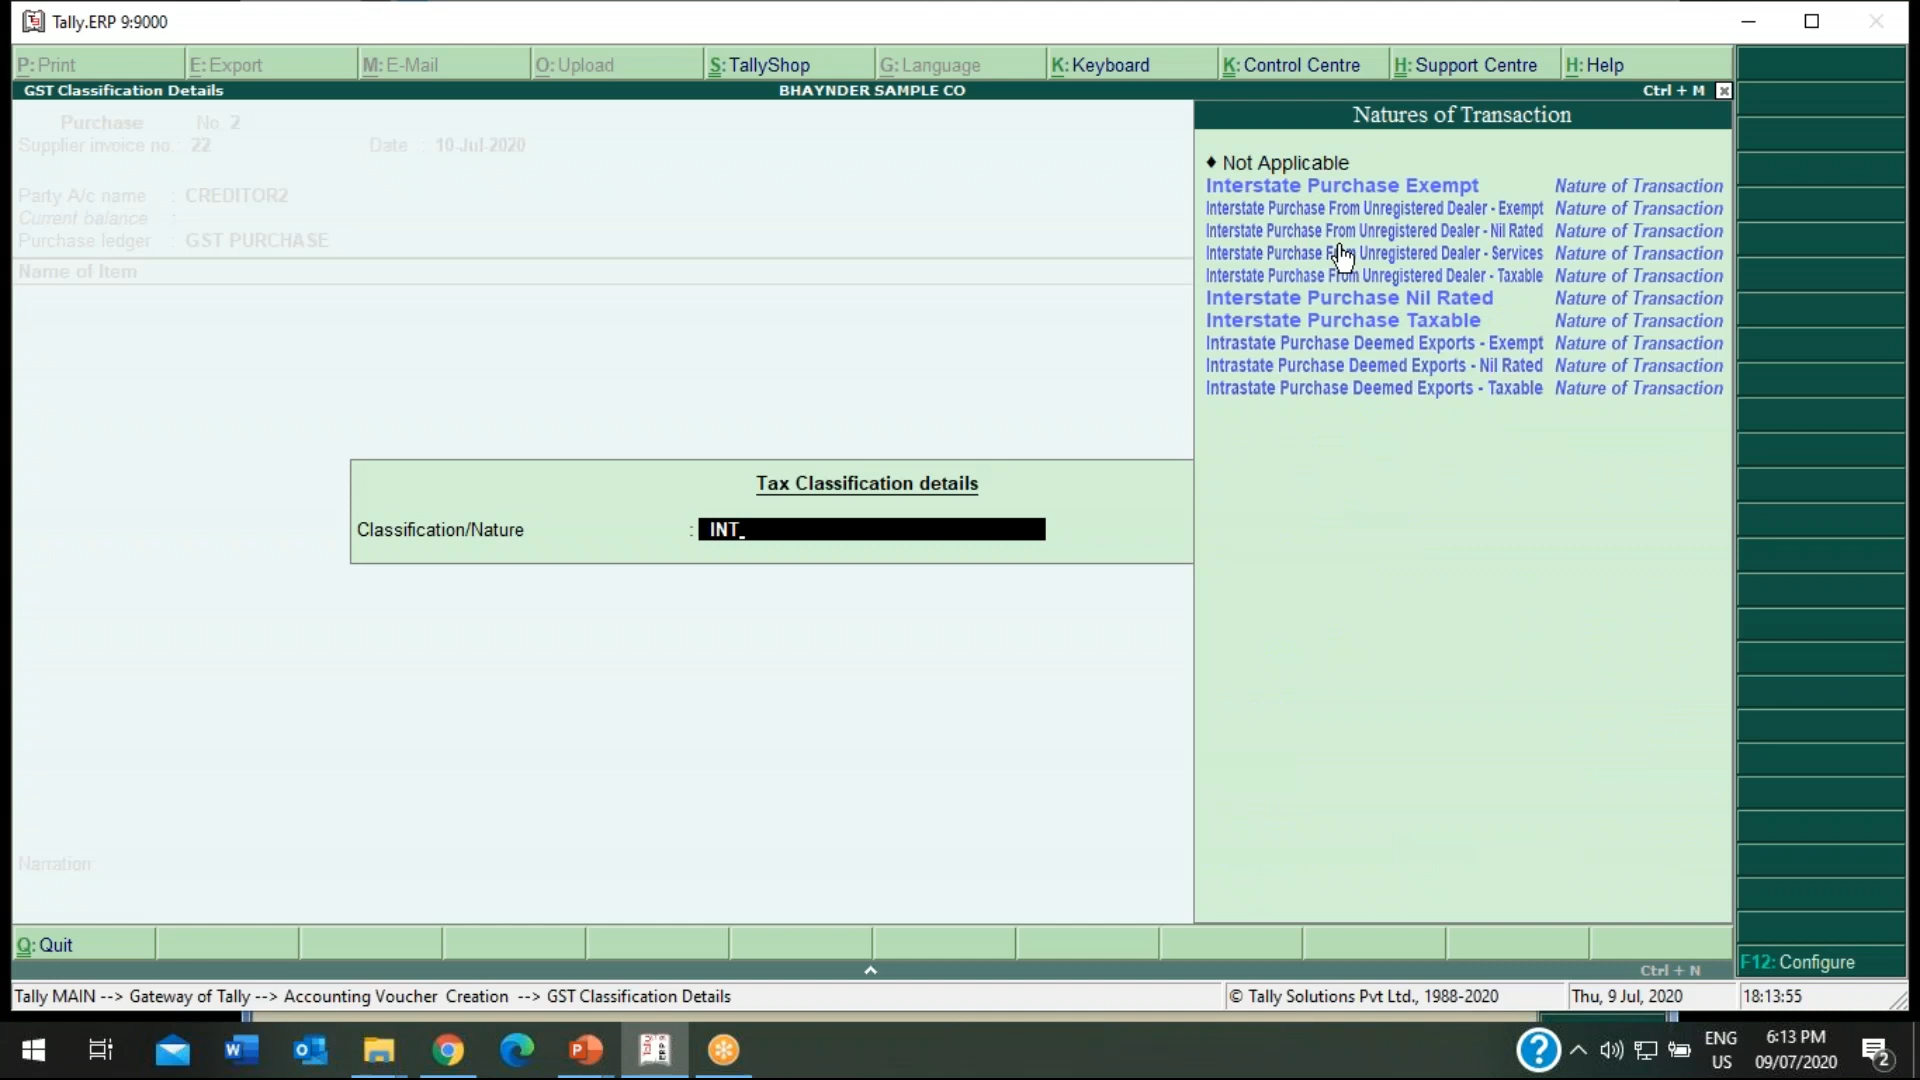 Tally.ERP 9:9000
P: Print E: Export M: E-Mail O: Upload S: TallyShop G: Language K: Keyboard K: Control Centre H: Support Centre H: Help
GST Classification Details BHAYNDER SAMPLE CO Ctrl + M
Purchase No. 2
Supplier invoice no.: 22 Date : 10-Jul-2020
Party A/c name : CREDITOR2
Current balance :
Purchase ledger : GST PURCHASE
Name of Item
Natures of Transaction
♦ Not Applicable
Interstate Purchase Exempt Nature of Transaction
Interstate Purchase From Unregistered Dealer - Exempt Nature of Transaction
Interstate Purchase From Unregistered Dealer - Nil Rated Nature of Transaction
Interstate Purchase From Unregistered Dealer - Services Nature of Transaction
Interstate Purchase From Unregistered Dealer - Taxable Nature of Transaction
Interstate Purchase Nil Rated Nature of Transaction
Interstate Purchase Taxable Nature of Transaction
Intrastate Purchase Deemed Exports - Exempt Nature of Transaction
Intrastate Purchase Deemed Exports - Nil Rated Nature of Transaction
Intrastate Purchase Deemed Exports - Taxable Nature of Transaction
Tax Classification details
Classification/Nature : INT
Narration:
Q: Quit
Ctrl + N
F12: Configure
Tally MAIN --> Gateway of Tally --> Accounting Voucher Creation --> GST Classification Details © Tally Solutions Pvt Ltd., 1988-2020 Thu, 9 Jul, 2020 18:13:55
ENG 6:13 PM
US 09/07/2020 2